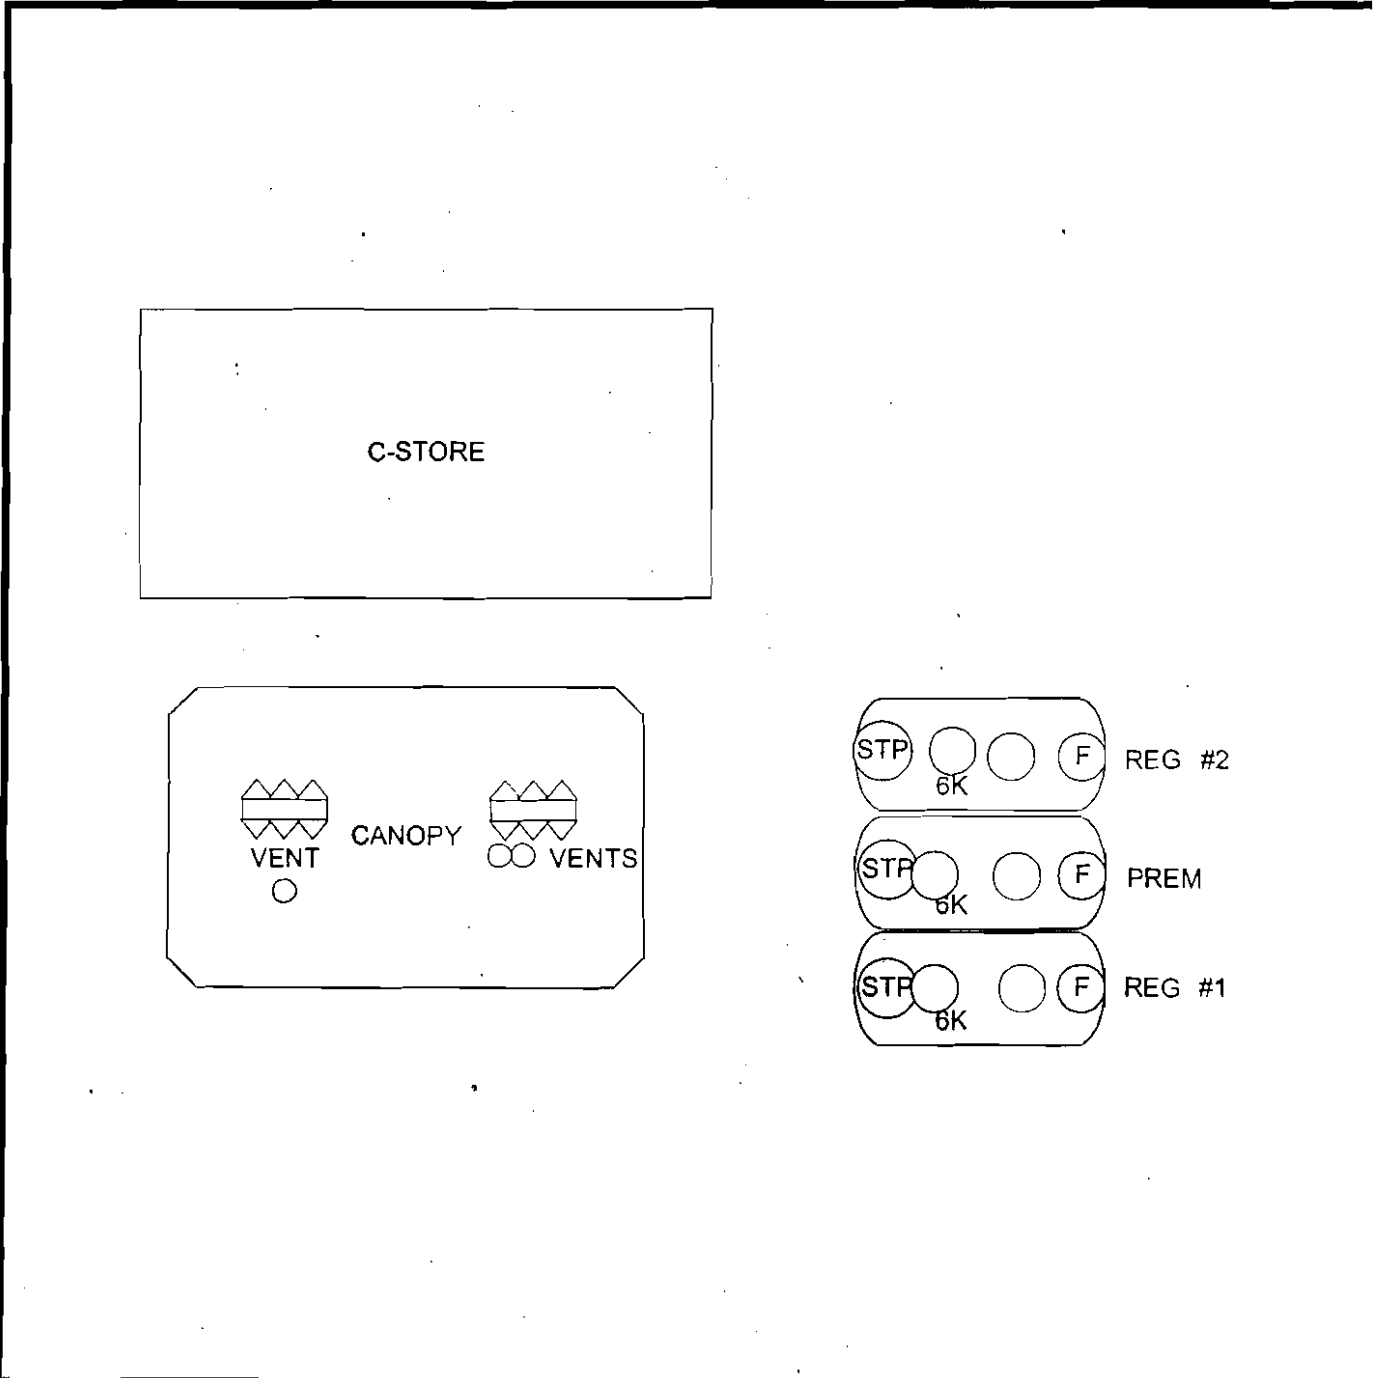 C-STORE
STP F REG #2
6K
CANOPY
VENT VENTS
STP F PREM
6K
STP F REG #1
6K